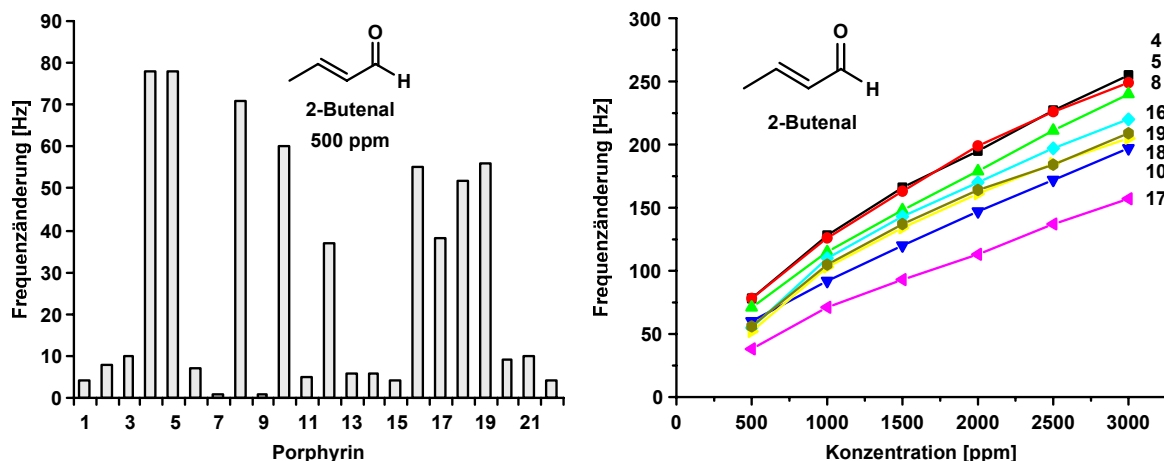 90
80
70
60
50
40
30
20
10
0
Frequenzänderung [Hz]
O
H
2-Butenal
500 ppm
1 3 5 7 9 11 13 15 17 19 21
Porphyrin
300
250
200
150
100
50
0
Frequenzänderung [Hz]
O
H
2-Butenal
4
5
8
16
19
18
10
17
0 500 1000 1500 2000 2500 3000
Konzentration [ppm]